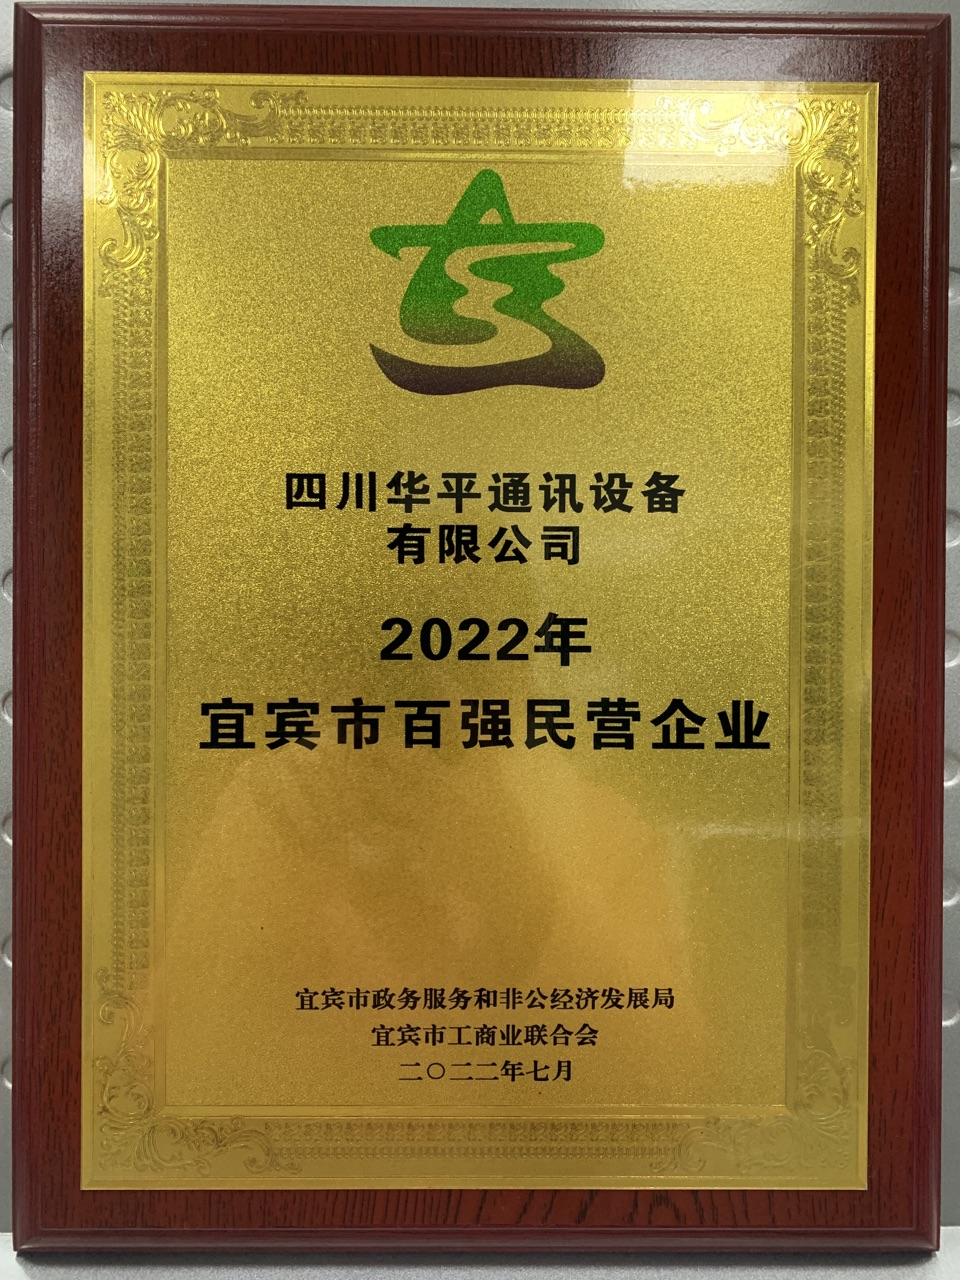 四川华平通讯设备
有限公司
2022年
宜宾市百强民营企业
宜宾市政务服务和非公经济发展局
宜宾市工商业联合会
二〇二二年七月